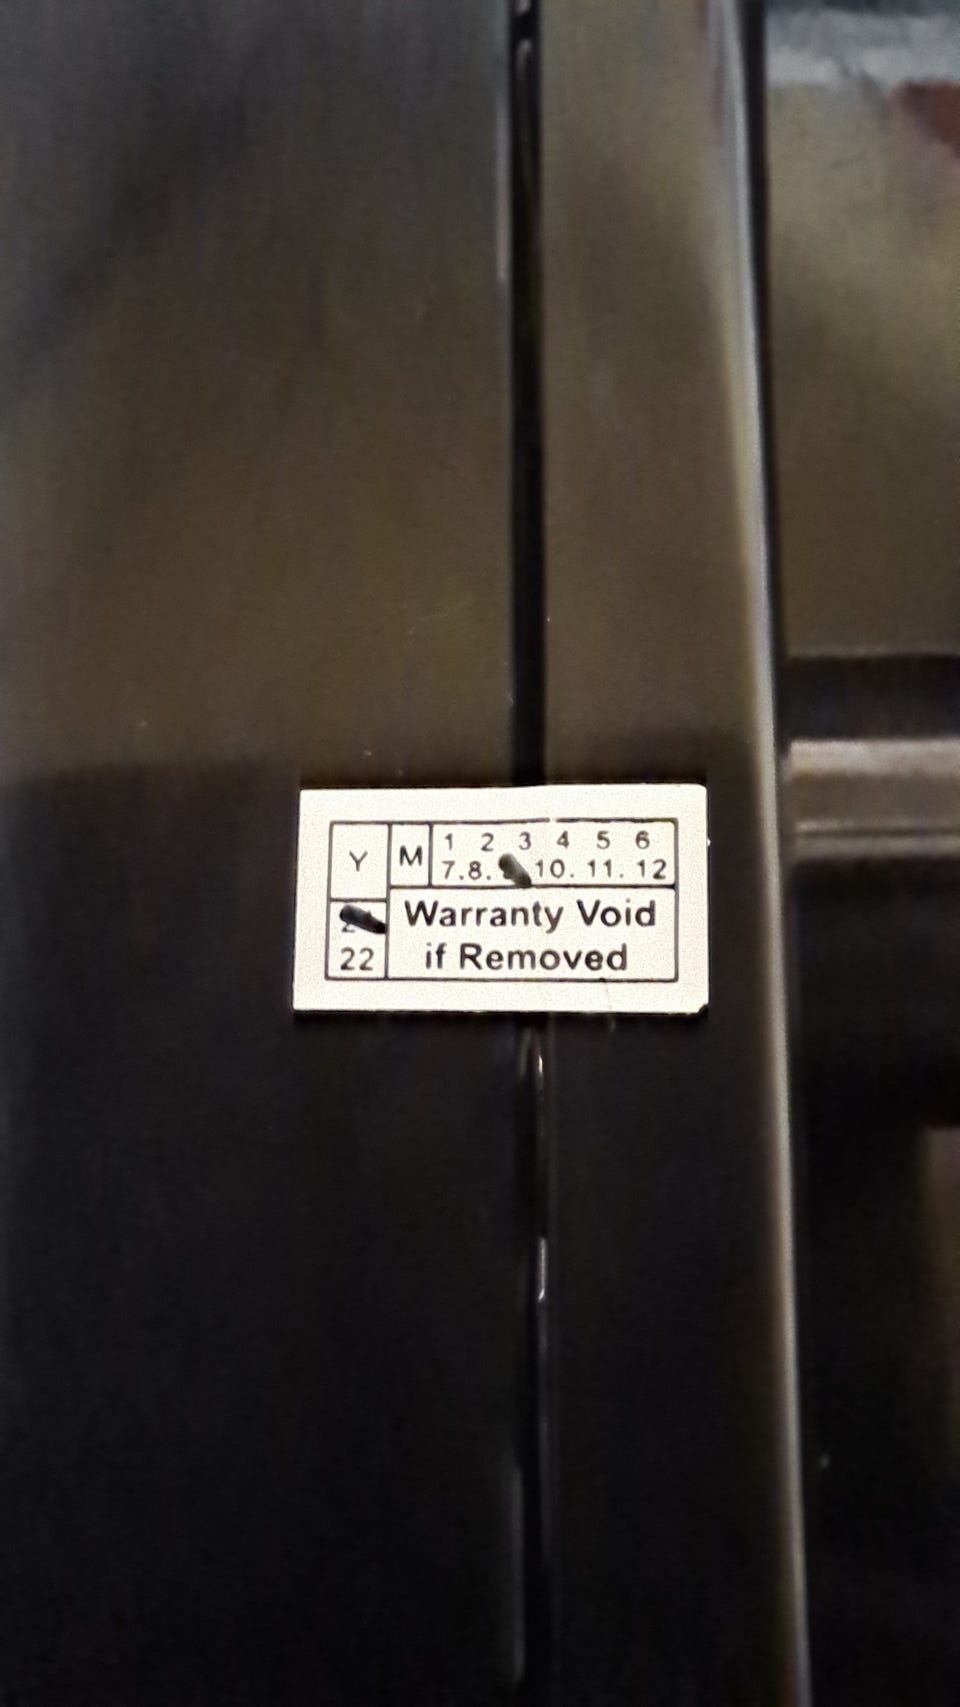 Y M 1 2 3 4 5 6
7.8. 10. 11. 12
Warranty Void
22 if Removed